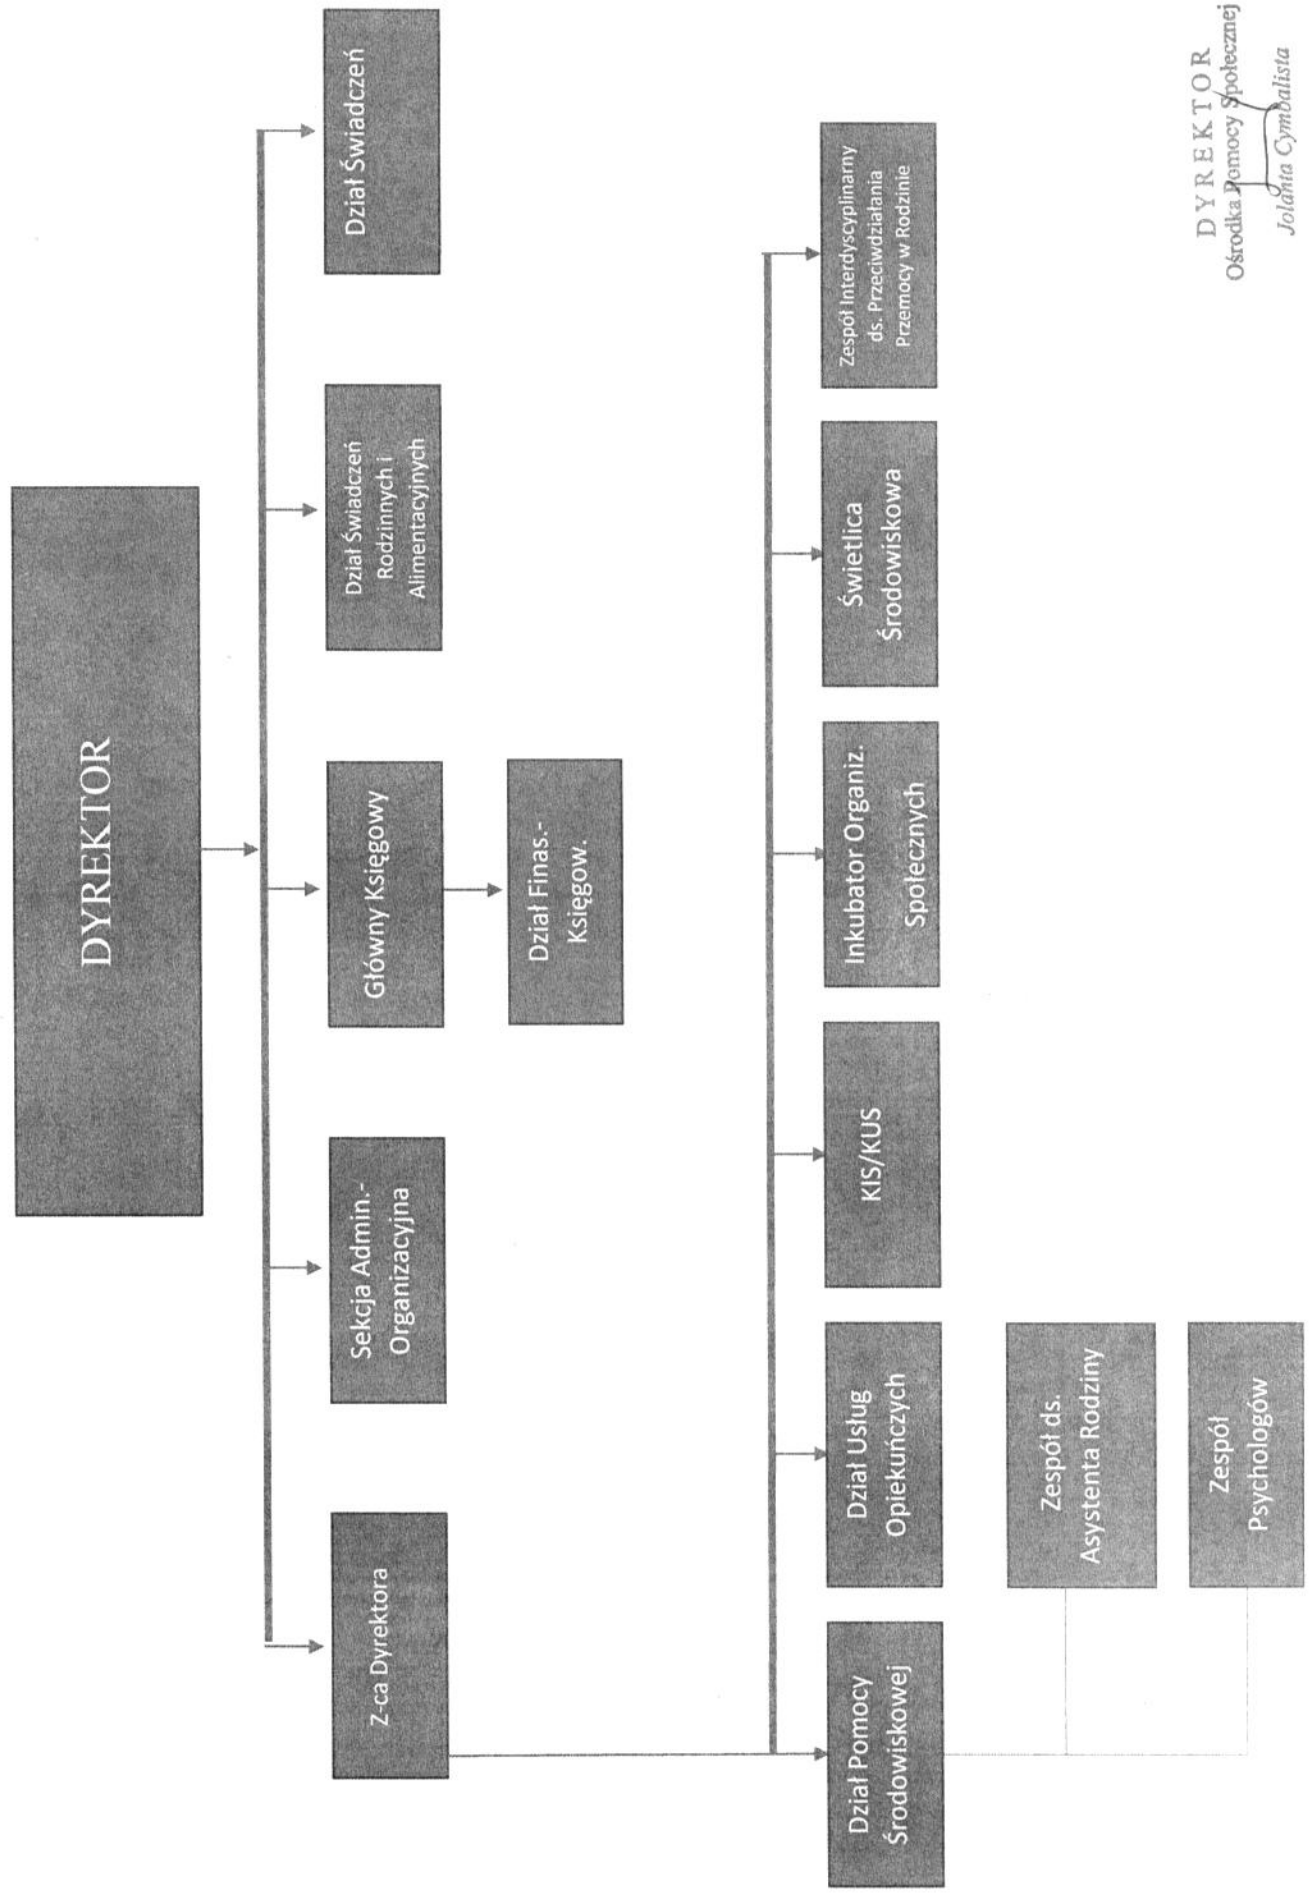 DYREKTOR
Z-ca Dyrektora
Sekcja Admin.-
Organizacyjna
Główny Księgowy
Dział Świadczeń
Rodzinnych i
Alimentacyjnych
Dział Świadczeń
Dział Finas.-
Księgow.
Dział Pomocy
Środowiskowej
Dział Usług
Opiekuńczych
KIS/KUS
Inkubator Organiz.
Społecznych
Świetlica
Środowiskowa
Zespół Interdyscyplinarny
ds. Przeciwdziałania
Przemocy w Rodzinie
Zespół ds.
Asystenta Rodziny
Zespół
Psychologów
DYREKTOR
Ośrodka Pomocy Społecznej
Jolanta Cymbalista